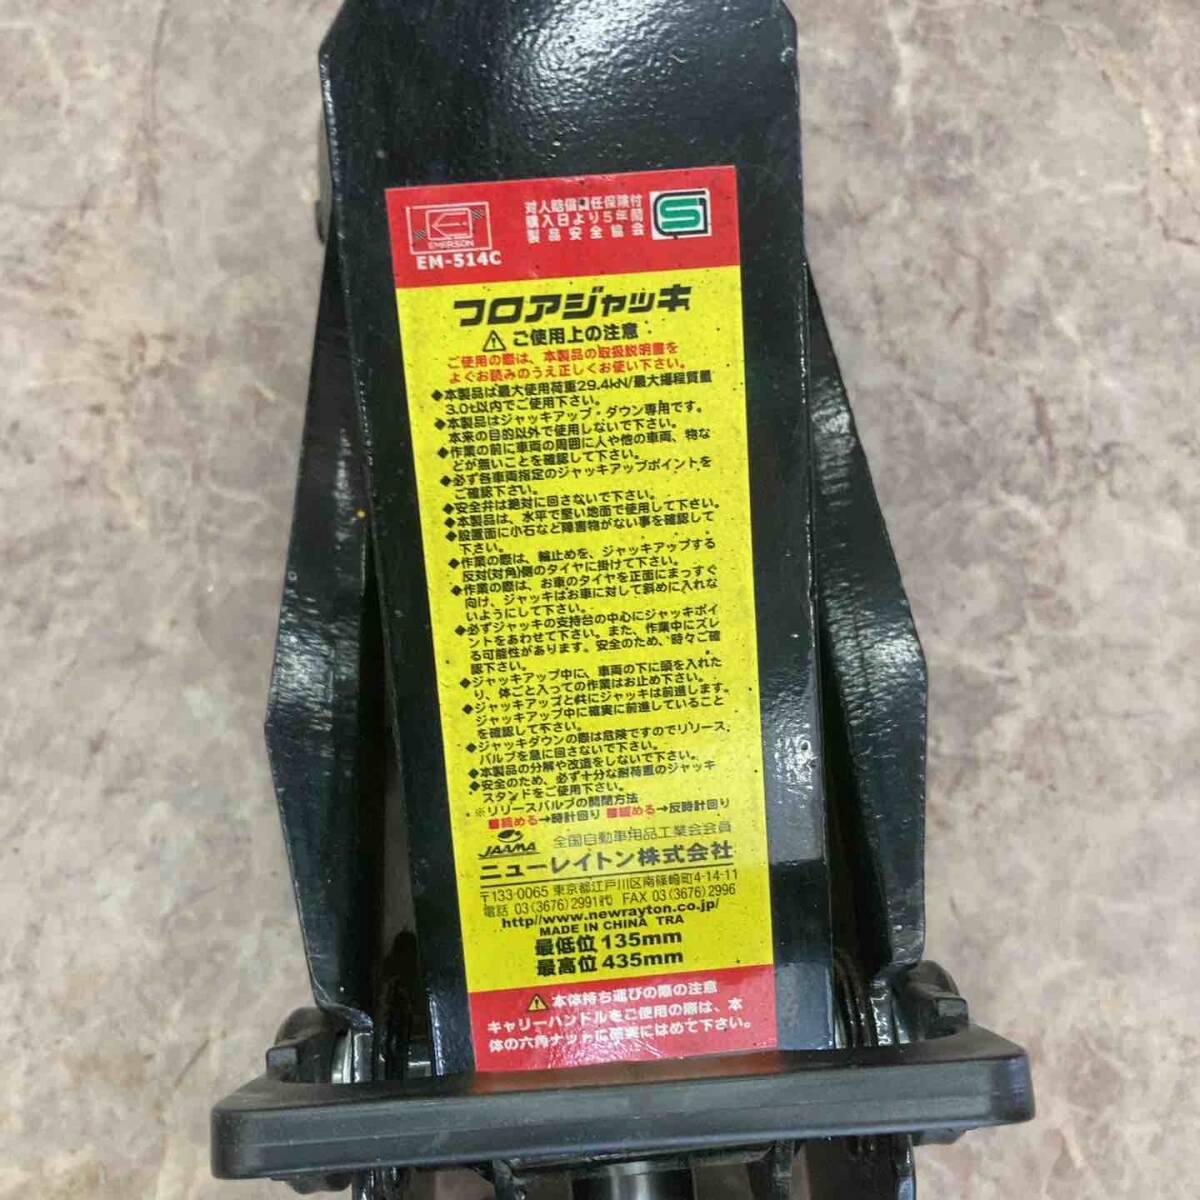 EMERSON
EM-514C
対人賠償責任保険付
購入日より5年間
製品安全協会
フロアジャッキ
ご使用上の注意
ご使用の際は、本製品の取扱説明書を
よくお読みのうえ正しくお使い下さい。
◆本製品は最大使用荷重29.4kN/最大揚程質量
3.0t以内でご使用下さい。
◆本製品はジャッキアップ・ダウン専用です。
本来の目的以外で使用しないで下さい。
◆作業の前に車両の周囲に人や他の車両、物な
どが無いことを確認して下さい。
◆必ず各車両指定のジャッキアップポイントを
ご確認下さい。
◆安全弁は絶対に回さないで下さい。
◆本製品は、水平で堅い地面で使用して下さい。
◆設置面に小石など障害物がない事を確認して
下さい。
◆作業の際は、輪止めを、ジャッキアップする
反対(対角)側のタイヤに掛けて下さい。
◆作業の際は、お車のタイヤを正面にまっすぐ
向け、ジャッキはお車に対して斜めに入れな
いようにして下さい。
◆必ずジャッキの支持台の中心にジャッキポイ
ントをあわせて下さい。また、作業中にズレ
る可能性があります。安全のため、時々ご確
認下さい。
◆ジャッキアップ中に、車両の下に頭を入れた
り、体ごと入っての作業はお止め下さい。
◆ジャッキアップと共にジャッキは前進します。
ジャッキアップ中に確実に前進していること
を確認して下さい。
◆ジャッキダウンの際は危険ですのでリリース
バルブを急に回さないで下さい。
◆本製品の分解や改造をしないで下さい。
◆安全のため、必ず十分な耐荷重のジャッキ
スタンドをご使用下さい。
※リリースバルブの開閉方法
■締める→時計回り ■緩める→反時計回り
JAAMA 全国自動車用品工業会会員
ニューレイトン株式会社
〒133-0065 東京都江戸川区南篠崎町4-14-11
電話 03(3676)2991㈹ FAX 03(3676)2996
http//www.newrayton.co.jp/
MADE IN CHINA TRA
最低位 135mm
最高位 435mm
本体持ち運びの際の注意
キャリーハンドルをご使用の際は、本
体の六角ナットに確実にはめて下さい。